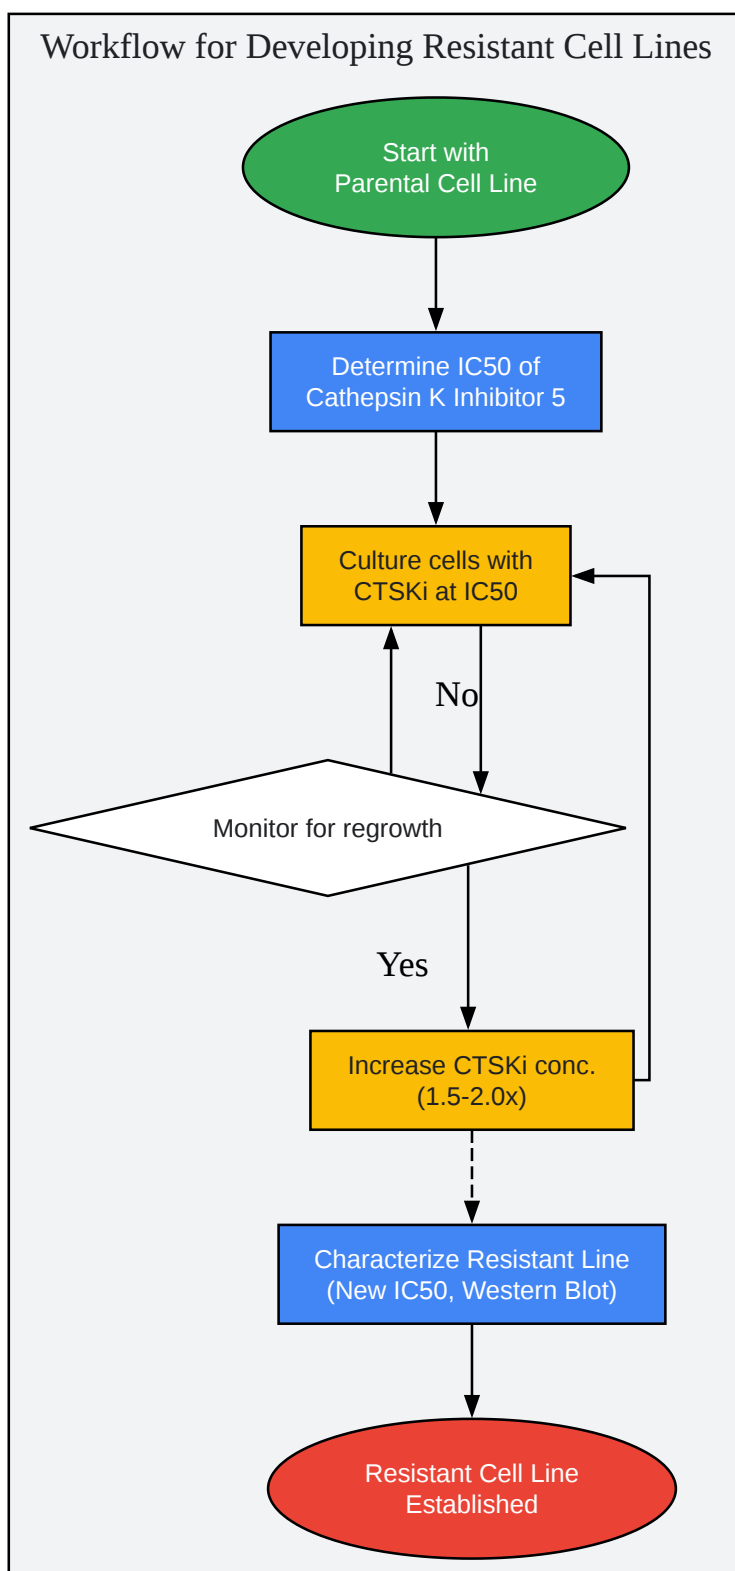 Workflow for Developing Resistant Cell Lines
Start with
Parental Cell Line
Determine IC50 of
Cathepsin K Inhibitor 5
Culture cells with
CTSKi at IC50
No
Monitor for regrowth
Yes
Increase CTSKi conc.
(1.5-2.0x)
Characterize Resistant Line
(New IC50, Western Blot)
Resistant Cell Line
Established